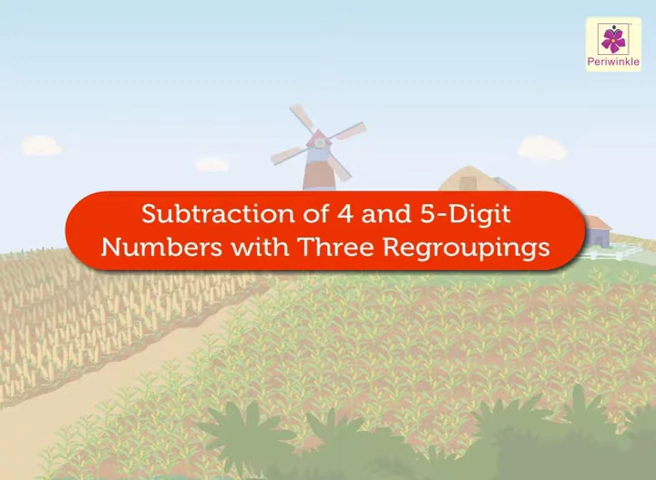 Periwinkle
Subtraction of 4 and 5-Digit
Numbers with Three Regroupings